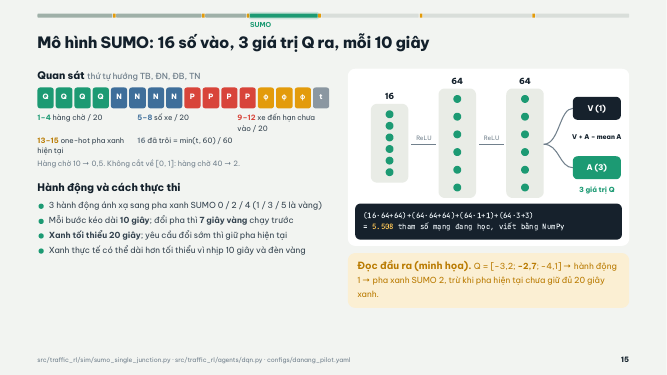 SUMO
Mô hình SUMO: 16 số vào, 3 giá trị Q ra, mỗi 10 giây
Quan sát thứ tự hướng TB, ĐN, ĐB, TN
Q Q Q Q N N N N P P P P φ φ φ t
1–4 hàng chờ / 20
5–8 số xe / 20
9–12 xe đến hạn chưa
vào / 20
13–15 one-hot pha xanh
hiện tại
16 đã trôi = min(t, 60) / 60
Hàng chờ 10 → 0,5. Không cắt về [0, 1]: hàng chờ 40 → 2.
Hành động và cách thực thi
3 hành động ánh xạ sang pha xanh SUMO 0 / 2 / 4 (1 / 3 / 5 là vàng)
Mỗi bước kéo dài 10 giây; đổi pha thì 7 giây vàng chạy trước
Xanh tối thiểu 20 giây; yêu cầu đổi sớm thì giữ pha hiện tại
Xanh thực tế có thể dài hơn tối thiểu vì nhịp 10 giây và đèn vàng
16
64
64
ReLU
ReLU
V (1)
V + A − mean A
A (3)
3 giá trị Q
(16·64+64)+(64·64+64)+(64·1+1)+(64·3+3)
= 5.508 tham số mạng đang học, viết bằng NumPy
Đọc đầu ra (minh họa). Q = [−3,2; −2,7; −4,1] → hành động
1 → pha xanh SUMO 2, trừ khi pha hiện tại chưa giữ đủ 20 giây
xanh.
src/traffic_rl/sim/sumo_single_junction.py · src/traffic_rl/agents/dqn.py · configs/danang_pilot.yaml
15